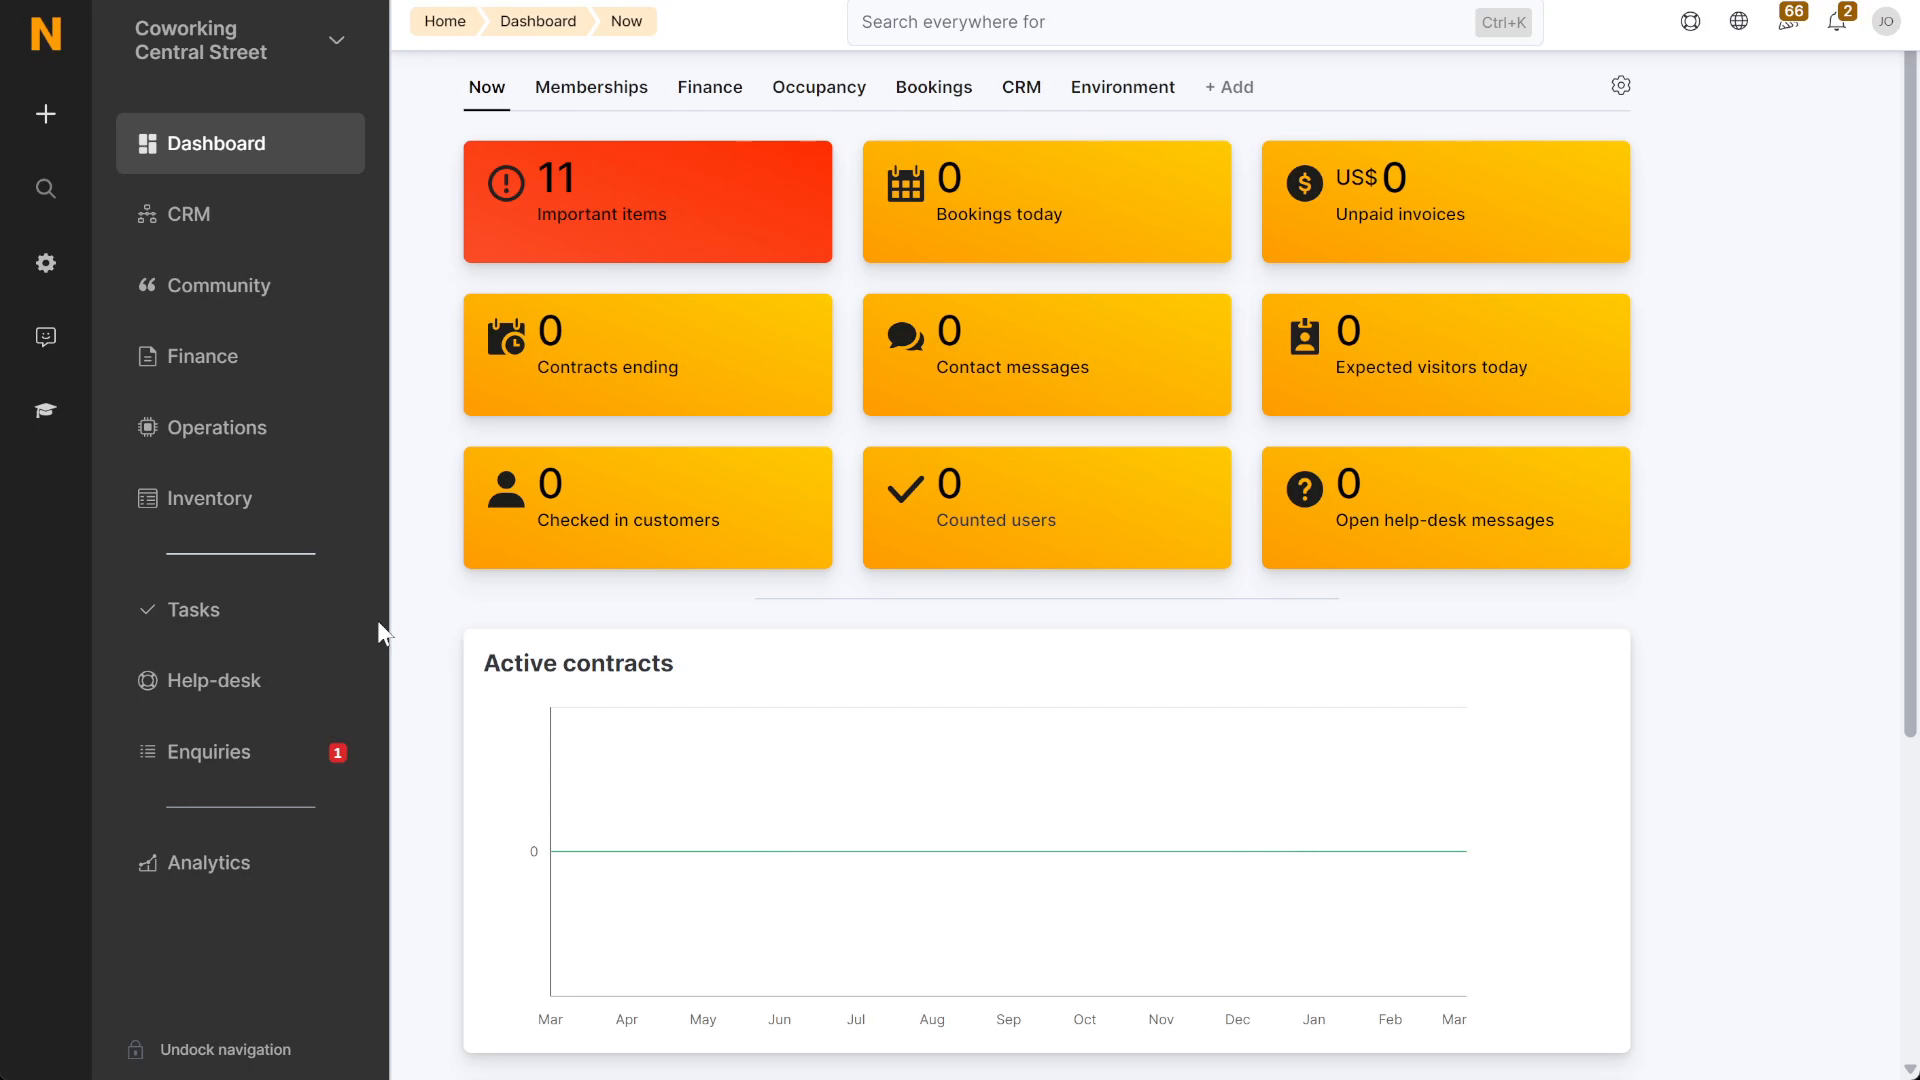 N
Coworking
Central Street
Dashboard
CRM
Community
Finance
Operations
Inventory
Tasks
Help-desk
Enquiries 1
Analytics
Undock navigation
Home Dashboard Now
Search everywhere for Ctrl+K
66 2 JO
Now Memberships Finance Occupancy Bookings CRM Environment + Add
11
Important items
0
Bookings today
US$ 0
Unpaid invoices
0
Contracts ending
0
Contact messages
0
Expected visitors today
0
Checked in customers
0
Counted users
0
Open help-desk messages
Active contracts
0
Mar Apr May Jun Jul Aug Sep Oct Nov Dec Jan Feb Mar